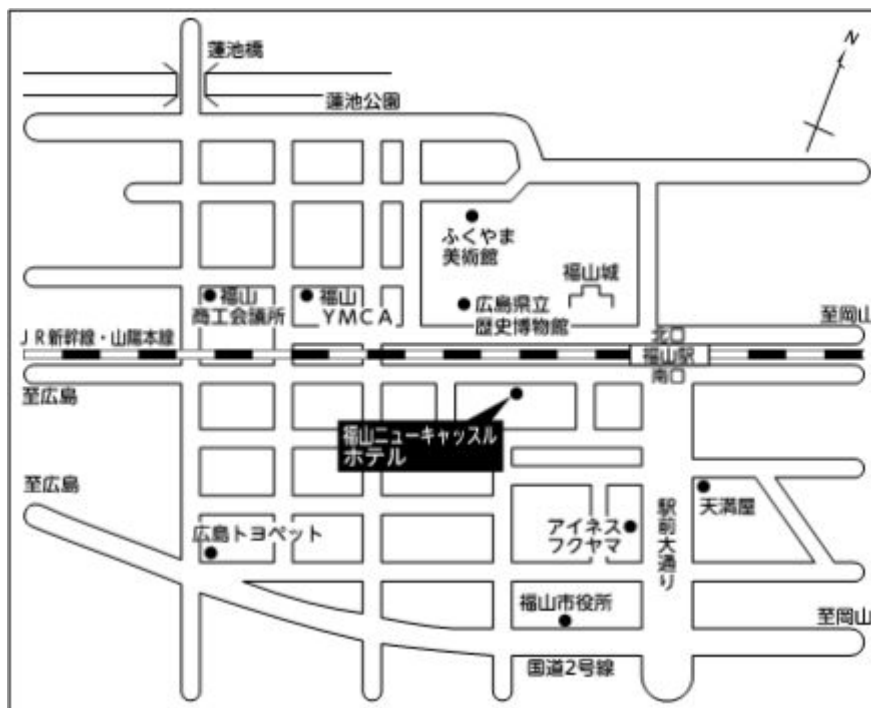 蓮池橋
N
蓮池公園
ふくやま
美術館
福山城
福山
商工会議所
福山
YMCA
広島県立
歴史博物館
至岡山
JR新幹線・山陽本線
北口
福山駅
南口
至広島
福山ニューキャッスル
ホテル
至広島
天満屋
広島トヨペット
アイネス
フクヤマ
駅前大通り
福山市役所
至岡山
国道2号線